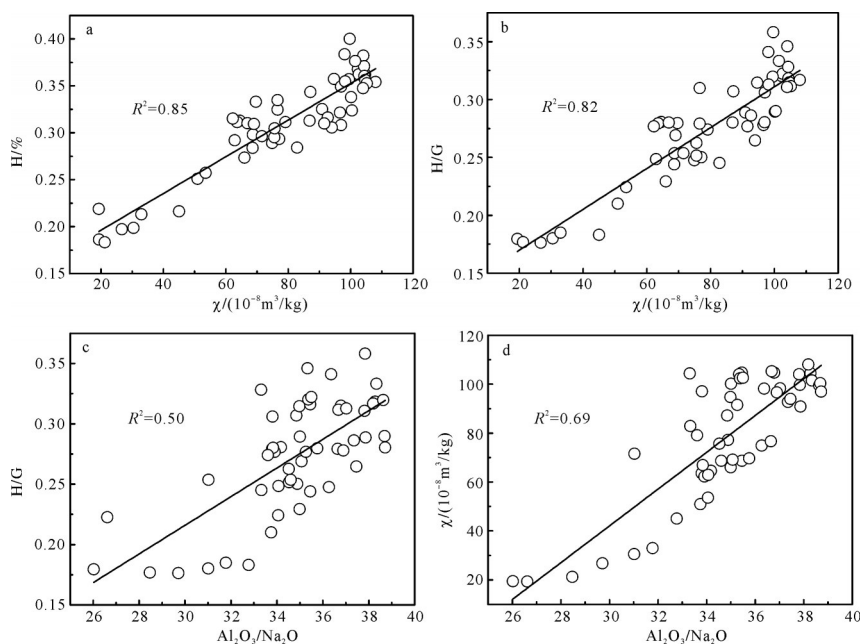 a
R²=0.85
H/%
0.40
0.35
0.30
0.25
0.20
0.15
20 40 60 80 100 120
χ/(10⁻⁸m³/kg)
b
R²=0.82
H/G
0.35
0.30
0.25
0.20
0.15
20 40 60 80 100 120
χ/(10⁻⁸m³/kg)
c
R²=0.50
H/G
0.35
0.30
0.25
0.20
0.15
26 28 30 32 34 36 38 40
Al₂O₃/Na₂O
d
R²=0.69
χ/(10⁻⁸m³/kg)
120
100
80
60
40
20
26 28 30 32 34 36 38 40
Al₂O₃/Na₂O